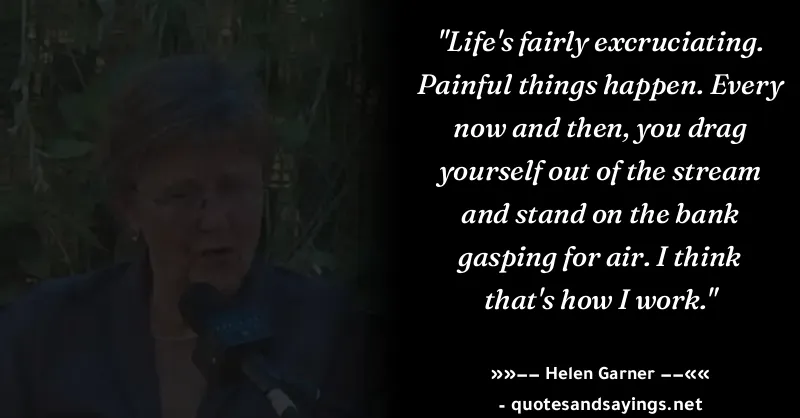 "Life's fairly excruciating.
Painful things happen. Every
now and then, you drag
yourself out of the stream
and stand on the bank
gasping for air. I think
that's how I work."
»»–– Helen Garner ––««
- quotesandsayings.net